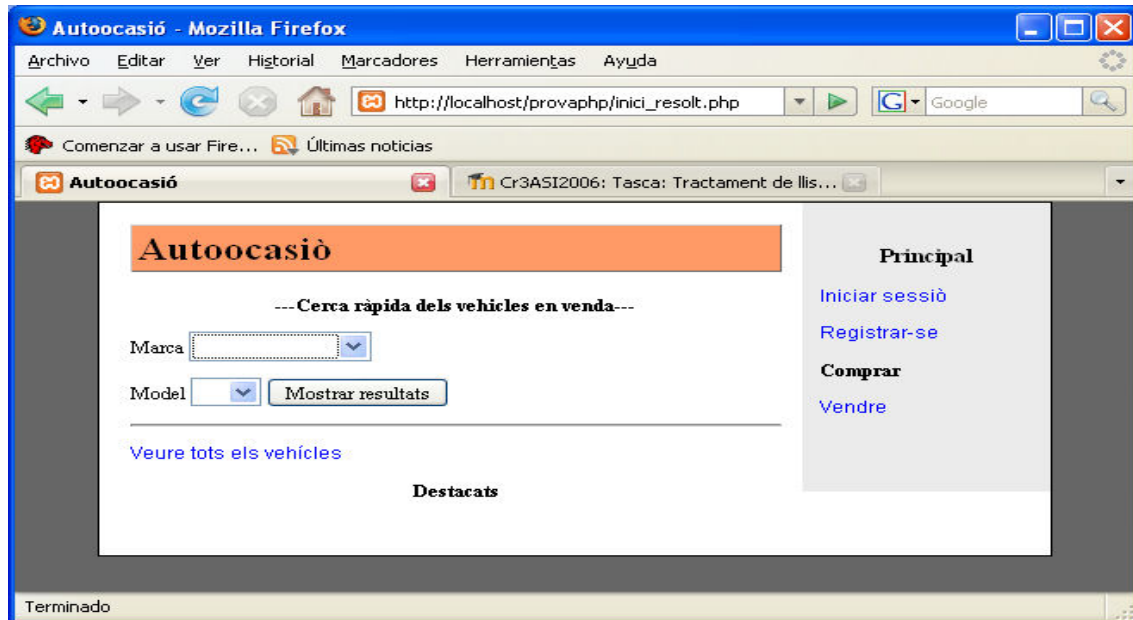 Autoocasió - Mozilla Firefox
Archivo Editar Ver Historial Marcadores Herramientas Ayuda
http://localhost/provaphp/inici_resolt.php G Google
Comenzar a usar Fire... Últimas noticias
Autoocasió Cr3ASI2006: Tasca: Tractament de llis...
Autoocasiò
---Cerca ràpida dels vehicles en venda---
Marca
Model Mostrar resultats
Veure tots els vehícles
Destacats
Principal
Iniciar sessiò
Registrar-se
Comprar
Vendre
Terminado